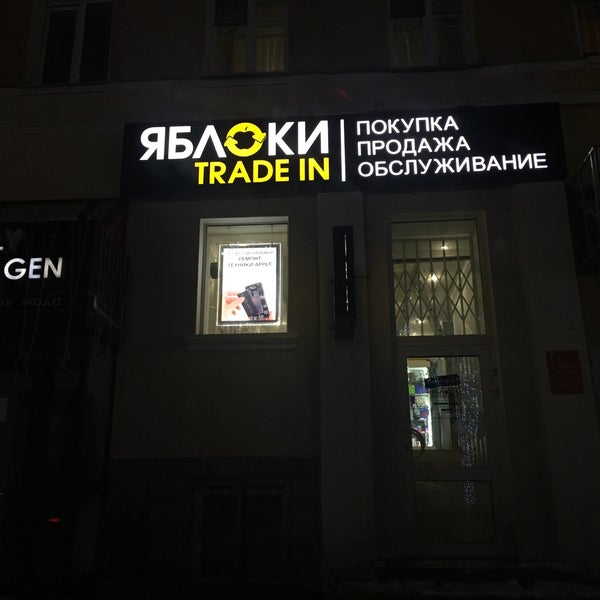 ЯБЛОКИ
TRADE IN
ПОКУПКА
ПРОДАЖА
ОБСЛУЖИВАНИЕ
РЕМОНТ
ТЕХНИКИ APPLE
GEN